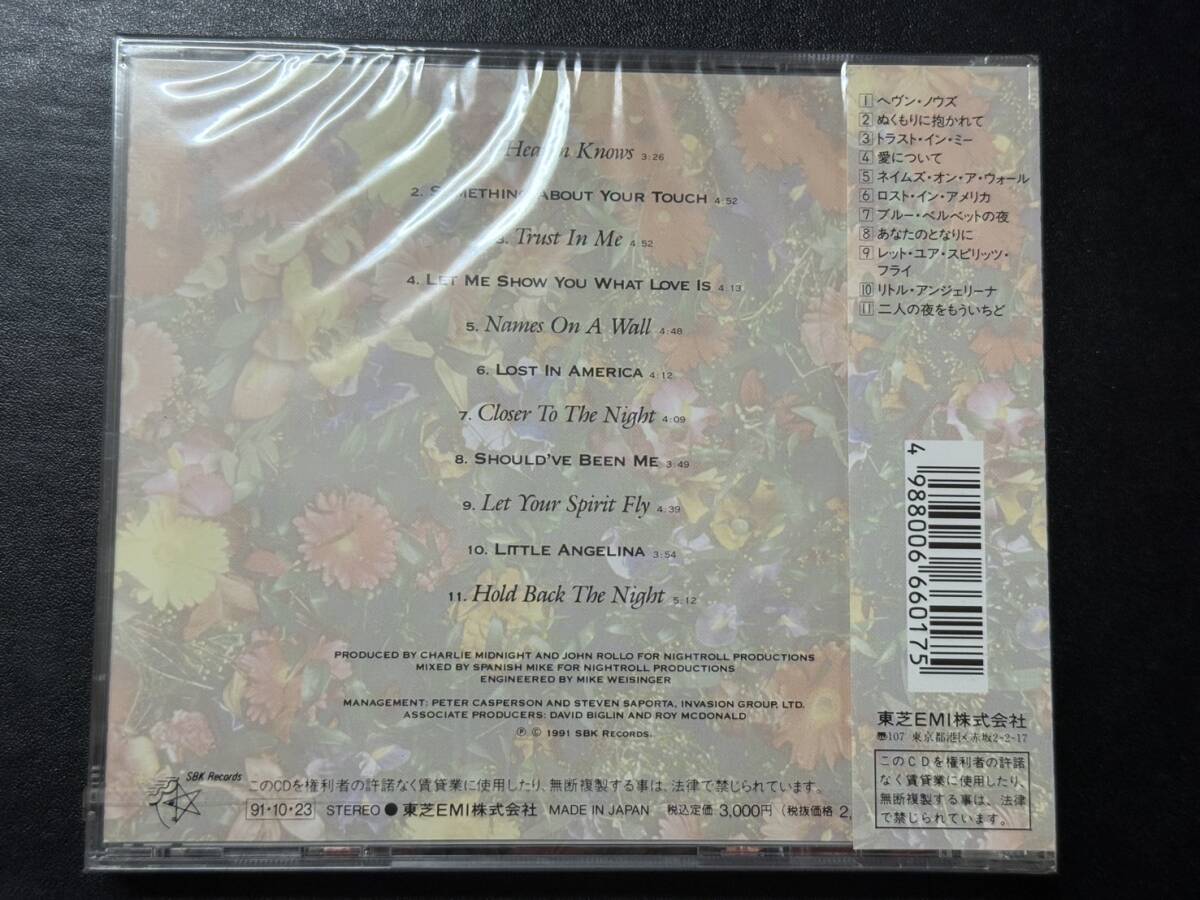 Heaven Knows 3:26
2. SOMETHING ABOUT YOUR TOUCH 4:52
3. Trust In Me 4:52
4. LET ME SHOW YOU WHAT LOVE IS 4:13
5. Names On A Wall 4:48
6. LOST IN AMERICA 4:12
7. Closer To The Night 4:09
8. SHOULD'VE BEEN ME 3:49
9. Let Your Spirit Fly 4:39
10. LITTLE ANGELINA 3:54
11. Hold Back The Night 5:12
PRODUCED BY CHARLIE MIDNIGHT AND JOHN ROLLO FOR NIGHTROLL PRODUCTIONS
MIXED BY SPANISH MIKE FOR NIGHTROLL PRODUCTIONS
ENGINEERED BY MIKE WEISINGER
MANAGEMENT: PETER CASPERSON AND STEVEN SAPORTA, INVASION GROUP, LTD.
ASSOCIATE PRODUCERS: DAVID BIGLIN AND ROY MCDONALD
℗ © 1991 SBK RECORDS.
SBK Records
このCDを権利者の許諾なく賃貸業に使用したり、無断複製する事は、法律で禁じられています。
91・10・23 STEREO ● 東芝EMI株式会社 MADE IN JAPAN 税込定価 3,000円 (税抜価格 2,
1 ヘヴン・ノウズ
2 ぬくもりに抱かれて
3 トラスト・イン・ミー
4 愛について
5 ネイムズ・オン・ア・ウォール
6 ロスト・イン・アメリカ
7 ブルー・ベルベットの夜
8 あなたのとなりに
9 レット・ユア・スピリッツ・
フライ
10 リトル・アンジェリーナ
11 二人の夜をもういちど
4 988006 660175
東芝EMI株式会社
〠107 東京都港区赤坂2-2-17
このCDを権利者の許諾
なく賃貸業に使用したり、
無断複製する事は、法律
で禁じられています。